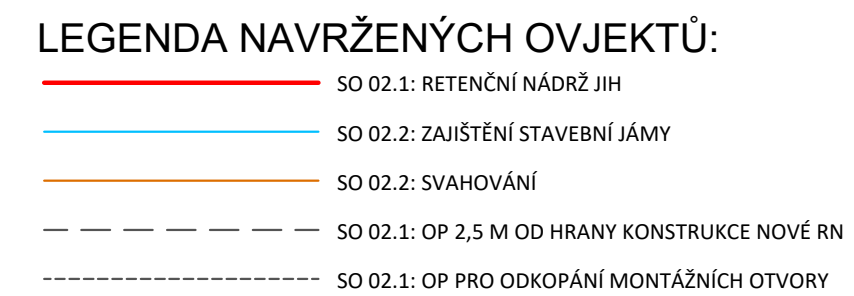 LEGENDA NAVRŽENÝCH OVJEKTŮ:
SO 02.1: RETENČNÍ NÁDRŽ JIH
SO 02.2: ZAJIŠTĚNÍ STAVEBNÍ JÁMY
SO 02.2: SVAHOVÁNÍ
SO 02.1: OP 2,5 M OD HRANY KONSTRUKCE NOVÉ RN
SO 02.1: OP PRO ODKOPÁNÍ MONTÁŽNÍCH OTVORY